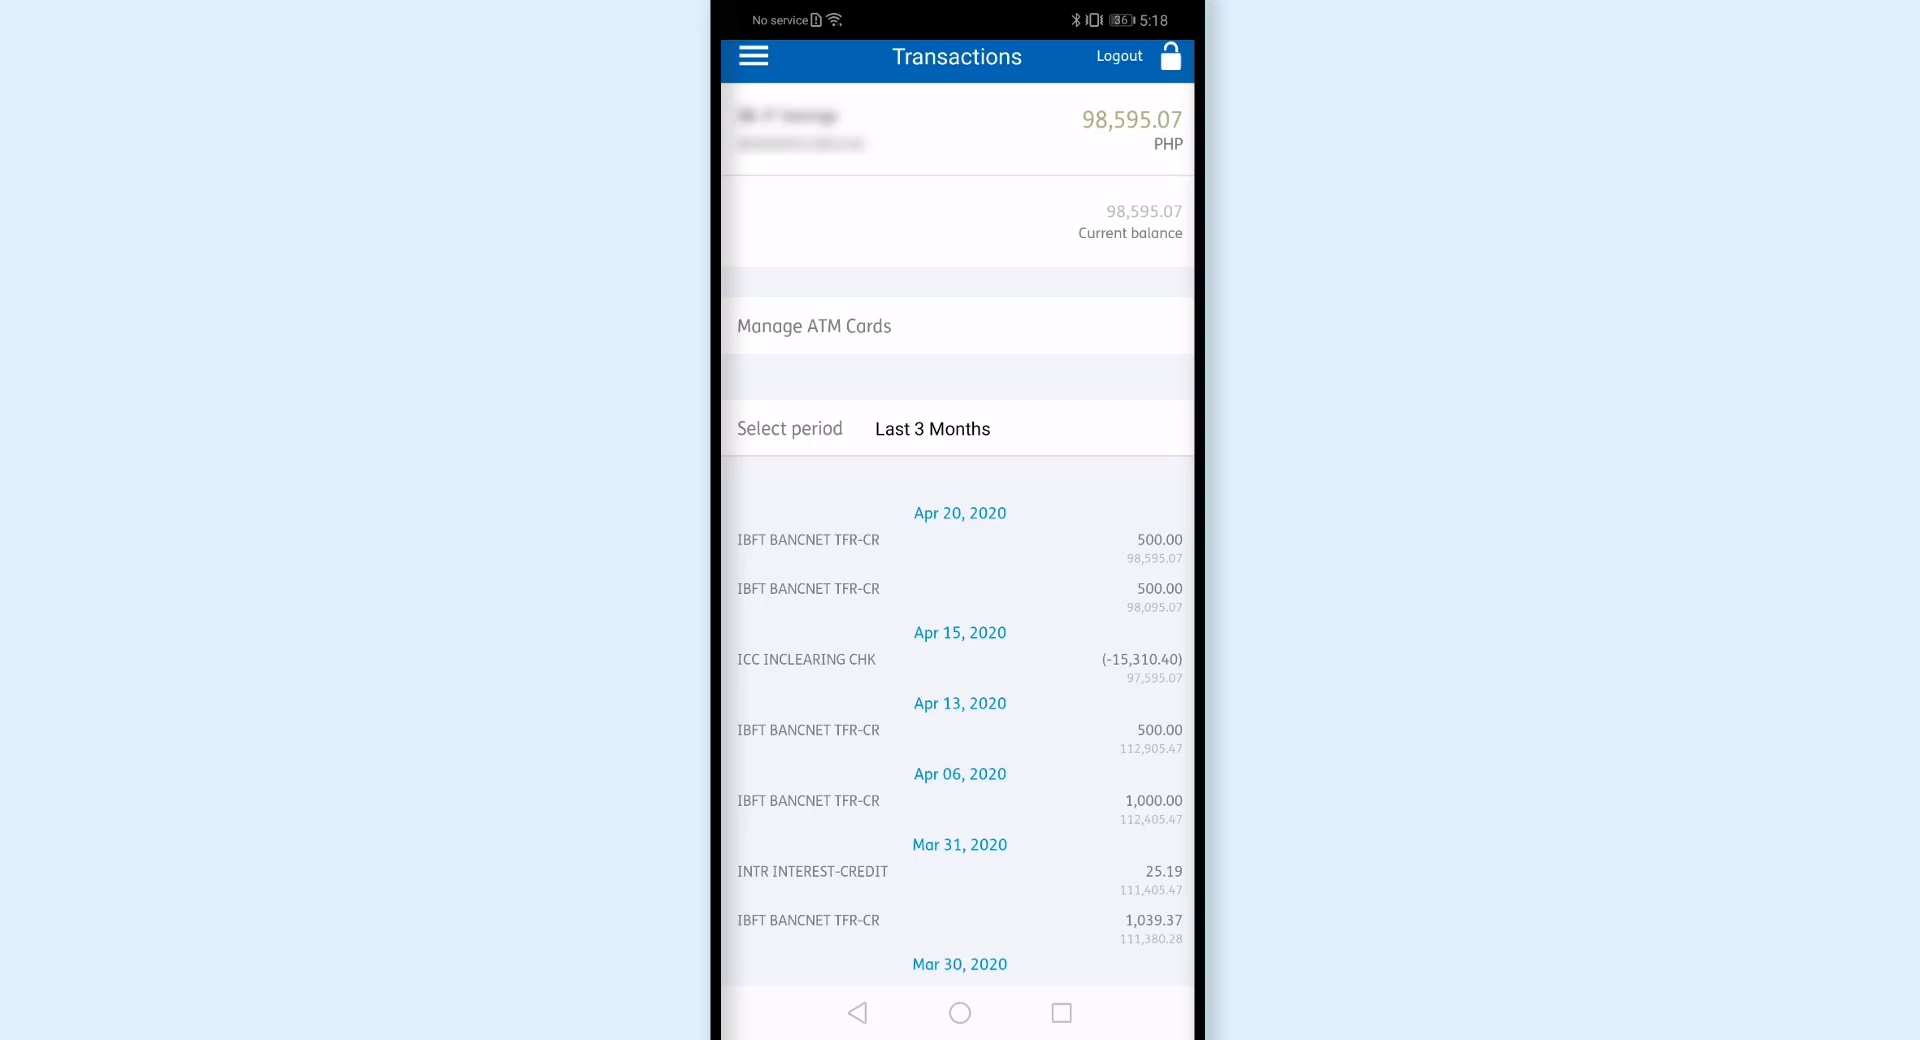 No service 36 5:18
Transactions Logout
98,595.07
PHP
98,595.07
Current balance
Manage ATM Cards
Select period Last 3 Months
Apr 20, 2020
IBFT BANCNET TFR-CR 500.00
98,595.07
IBFT BANCNET TFR-CR 500.00
98,095.07
Apr 15, 2020
ICC INCLEARING CHK (-15,310.40)
97,595.07
Apr 13, 2020
IBFT BANCNET TFR-CR 500.00
112,905.47
Apr 06, 2020
IBFT BANCNET TFR-CR 1,000.00
112,405.47
Mar 31, 2020
INTR INTEREST-CREDIT 25.19
111,405.47
IBFT BANCNET TFR-CR 1,039.37
111,380.28
Mar 30, 2020